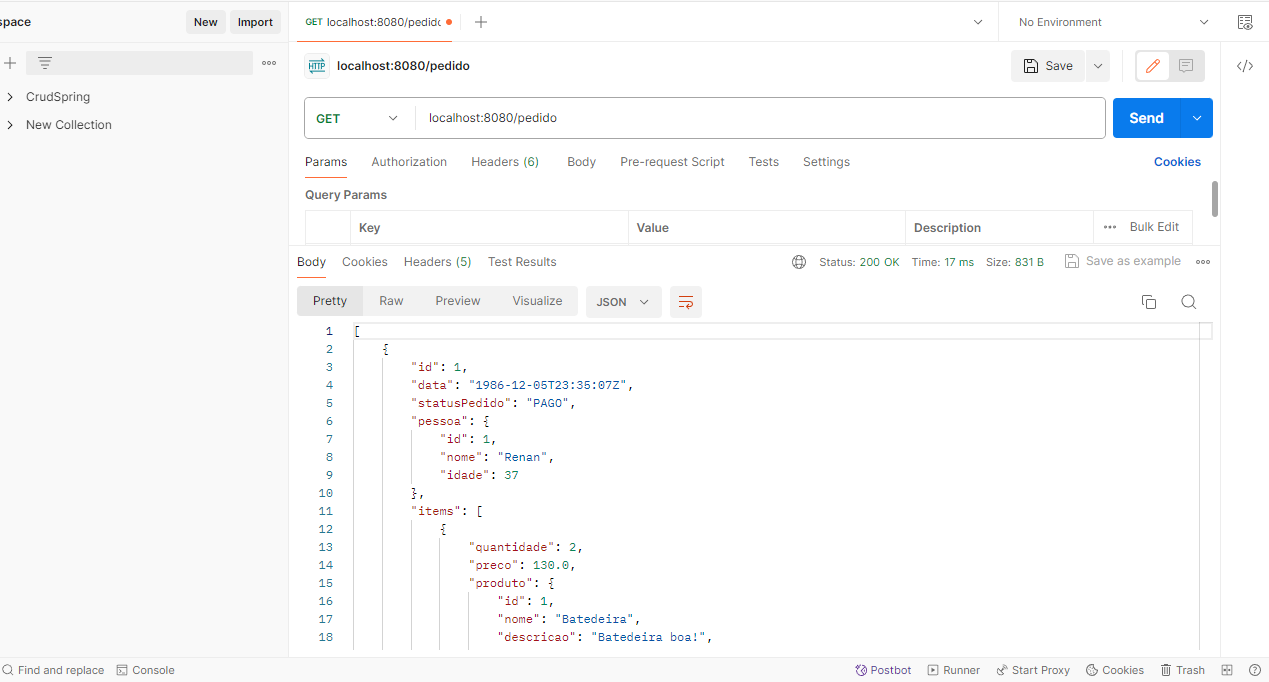 space New Import
GET localhost:8080/pedido
No Environment
HTTP localhost:8080/pedido
Save
CrudSpring
New Collection
GET localhost:8080/pedido
Send
Params Authorization Headers (6) Body Pre-request Script Tests Settings Cookies
Query Params
Key Value Description Bulk Edit
Body Cookies Headers (5) Test Results Status: 200 OK Time: 17 ms Size: 831 B Save as example
Pretty Raw Preview Visualize JSON
1 [
2 {
3 "id": 1,
4 "data": "1986-12-05T23:35:07Z",
5 "statusPedido": "PAGO",
6 "pessoa": {
7 "id": 1,
8 "nome": "Renan",
9 "idade": 37
10 },
11 "items": [
12 {
13 "quantidade": 2,
14 "preco": 130.0,
15 "produto": {
16 "id": 1,
17 "nome": "Batedeira",
18 "descricao": "Batedeira boa!",
Find and replace Console Postbot Runner Start Proxy Cookies Trash